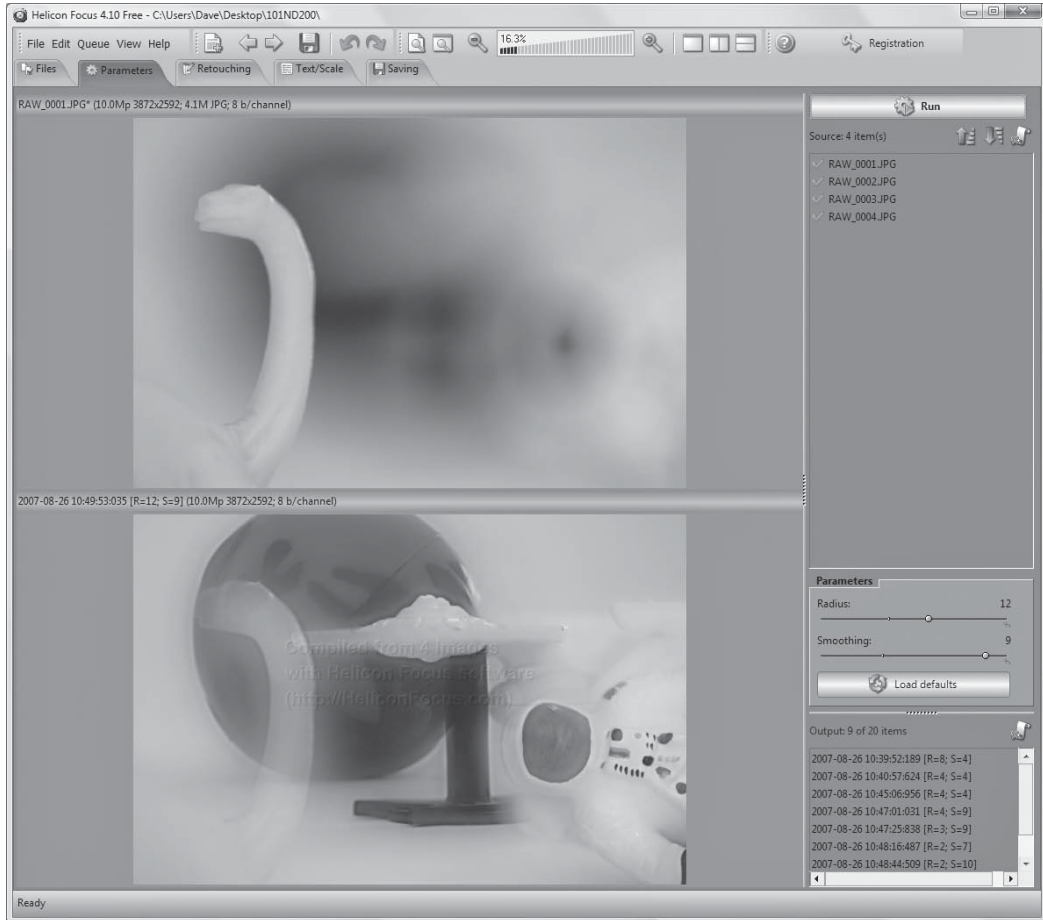 Helicon Focus 4.10 Free - C:\Users\Dave\Desktop\101ND200\
File Edit Queue View Help
16.3%
Registration
Files
Parameters
Retouching
Text/Scale
Saving
RAW_0001.JPG* (10.0Mp 3872x2592; 4.1M JPG; 8 b/channel)
Run
Source: 4 item(s)
RAW_0001.JPG
RAW_0002.JPG
RAW_0003.JPG
RAW_0004.JPG
2007-08-26 10:49:53:035 [R=12; S=9] (10.0Mp 3872x2592; 8 b/channel)
Compiled from 4 images
with Helicon Focus software
(http://HeliconFocus.com)
Parameters
Radius: 12
Smoothing: 9
Load defaults
Output: 9 of 20 items
2007-08-26 10:39:52:189 [R=8; S=4]
2007-08-26 10:40:57:624 [R=4; S=4]
2007-08-26 10:45:06:956 [R=4; S=4]
2007-08-26 10:47:01:031 [R=4; S=9]
2007-08-26 10:47:25:838 [R=3; S=9]
2007-08-26 10:48:16:487 [R=2; S=7]
2007-08-26 10:48:44:509 [R=2; S=10]
Ready